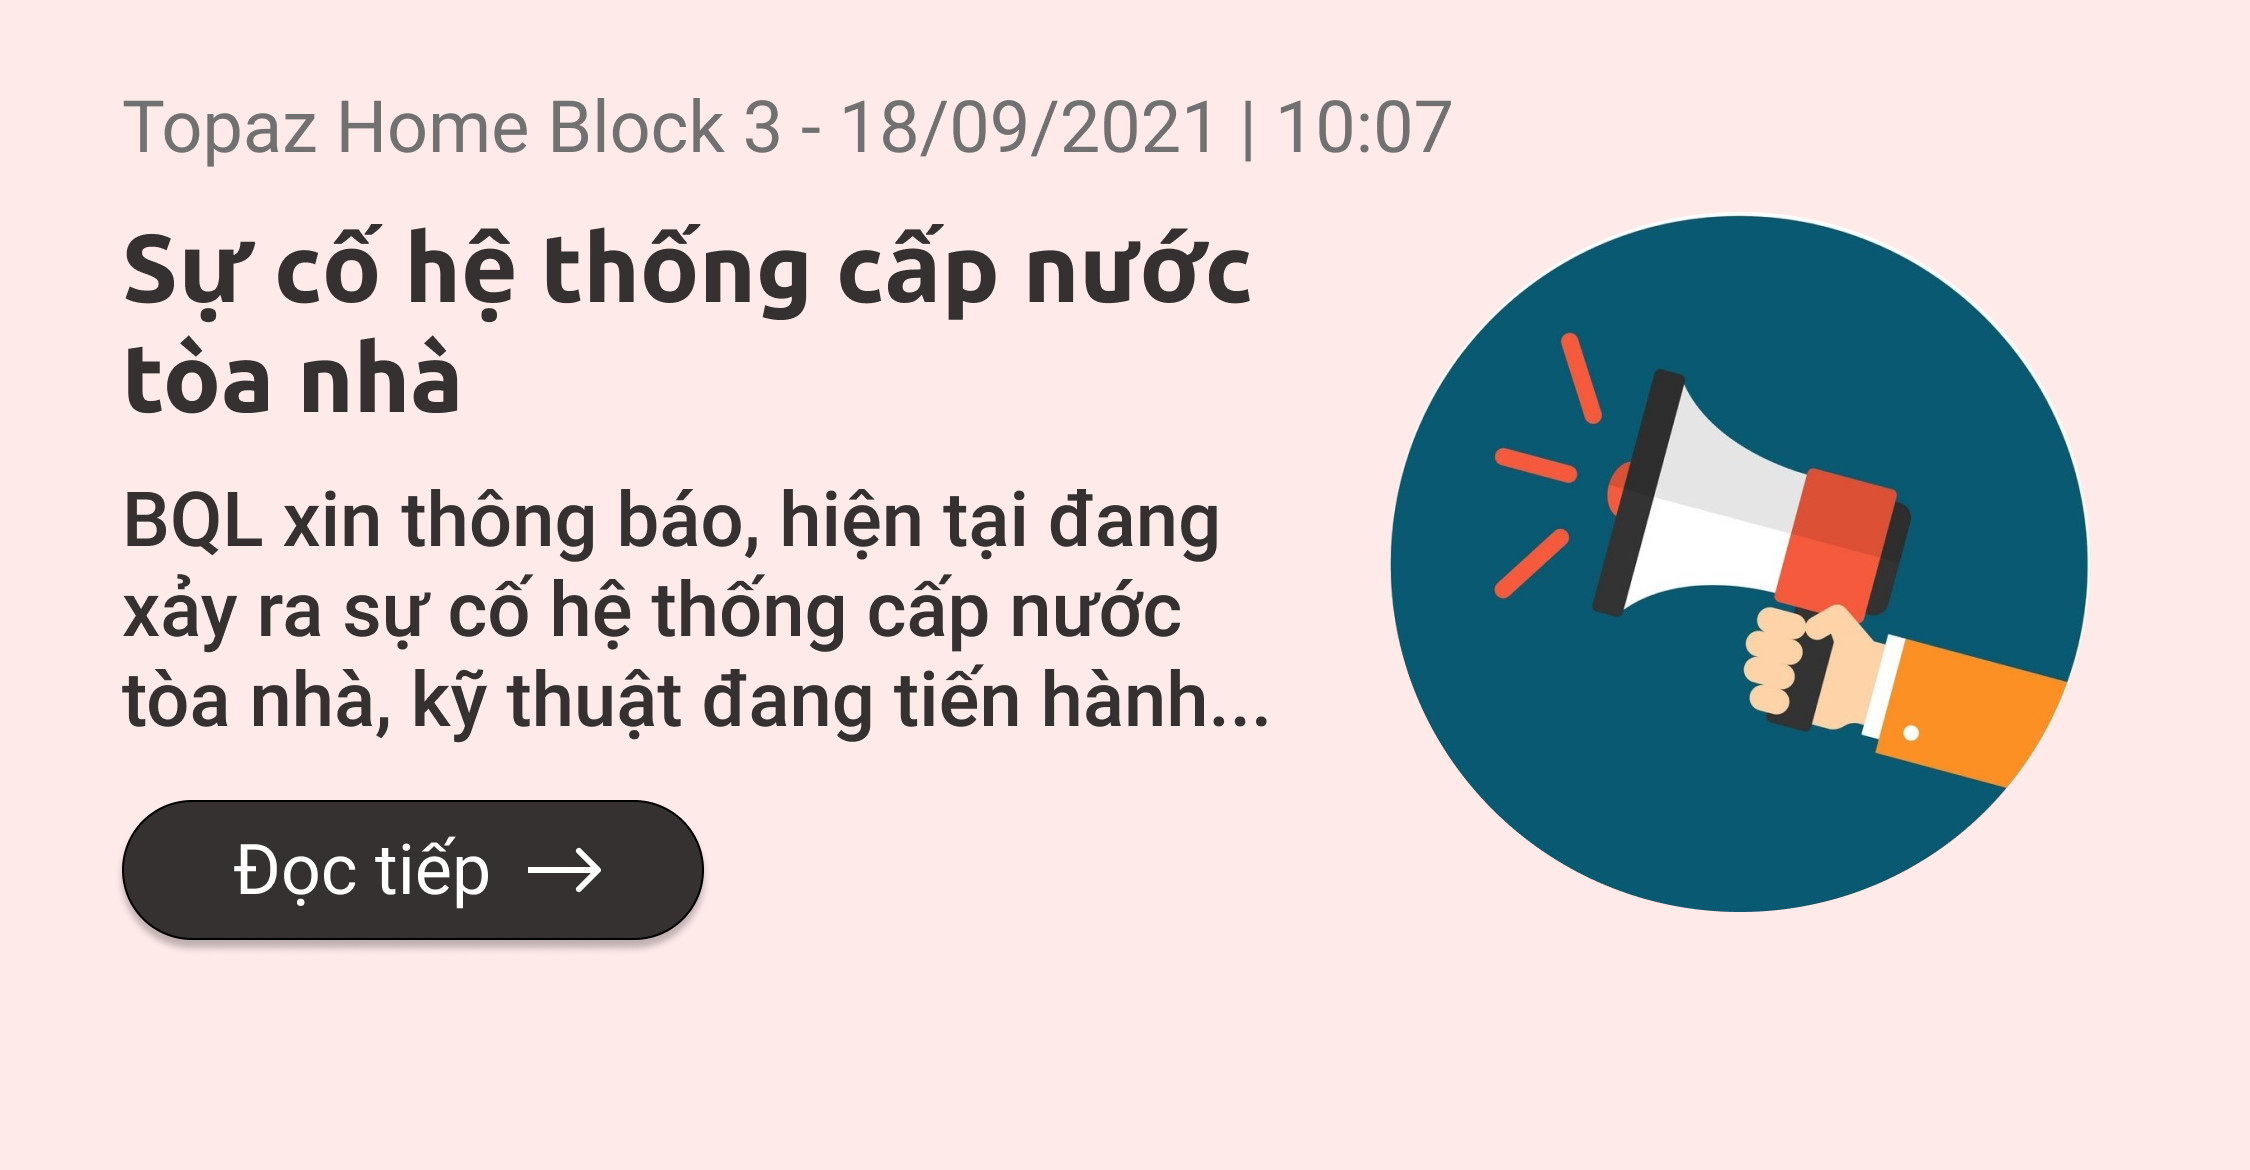 Topaz Home Block 3 - 18/09/2021 | 10:07
Sự cố hệ thống cấp nước
tòa nhà
BQL xin thông báo, hiện tại đang
xảy ra sự cố hệ thống cấp nước
tòa nhà, kỹ thuật đang tiến hành...
Đọc tiếp →